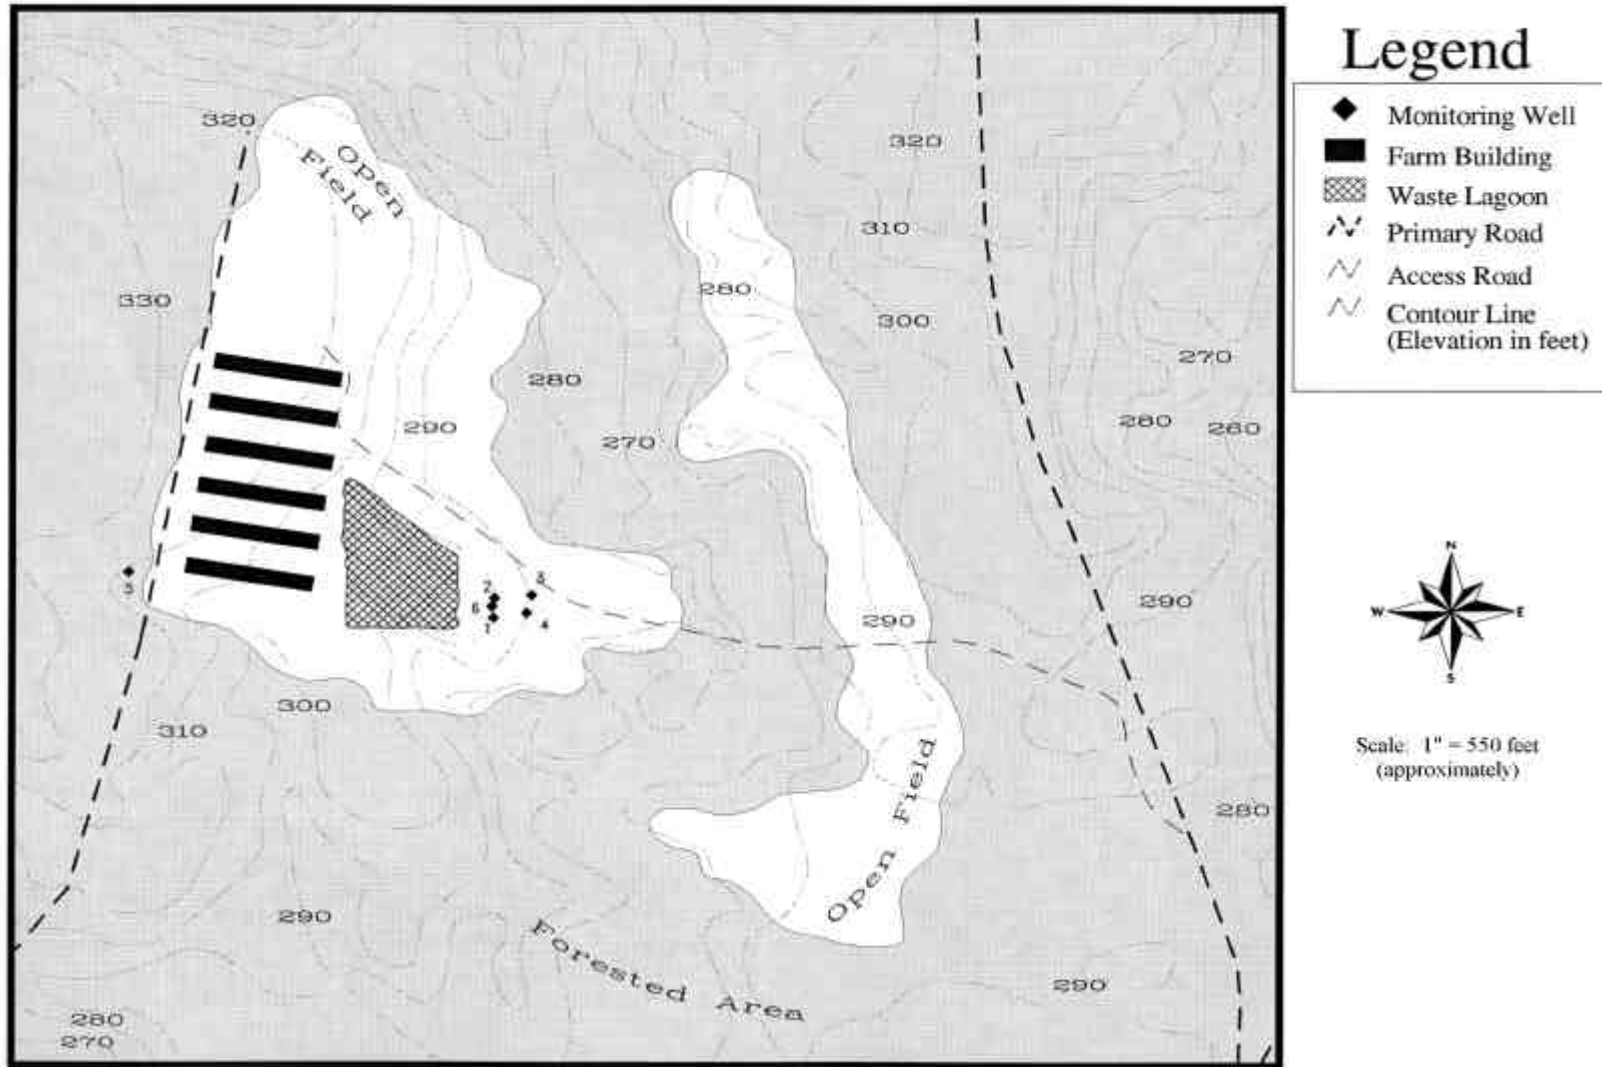 Legend
Monitoring Well
Farm Building
Waste Lagoon
Primary Road
Access Road
Contour Line
(Elevation in feet)
320
Open
Field
320
310
330
280
300
270
280
290
270
280
260
2
3
6
1
4
5
290
290
300
310
Open Field
280
290
Forested Area
290
280
270
N
W
E
S
Scale: 1" = 550 feet
(approximately)